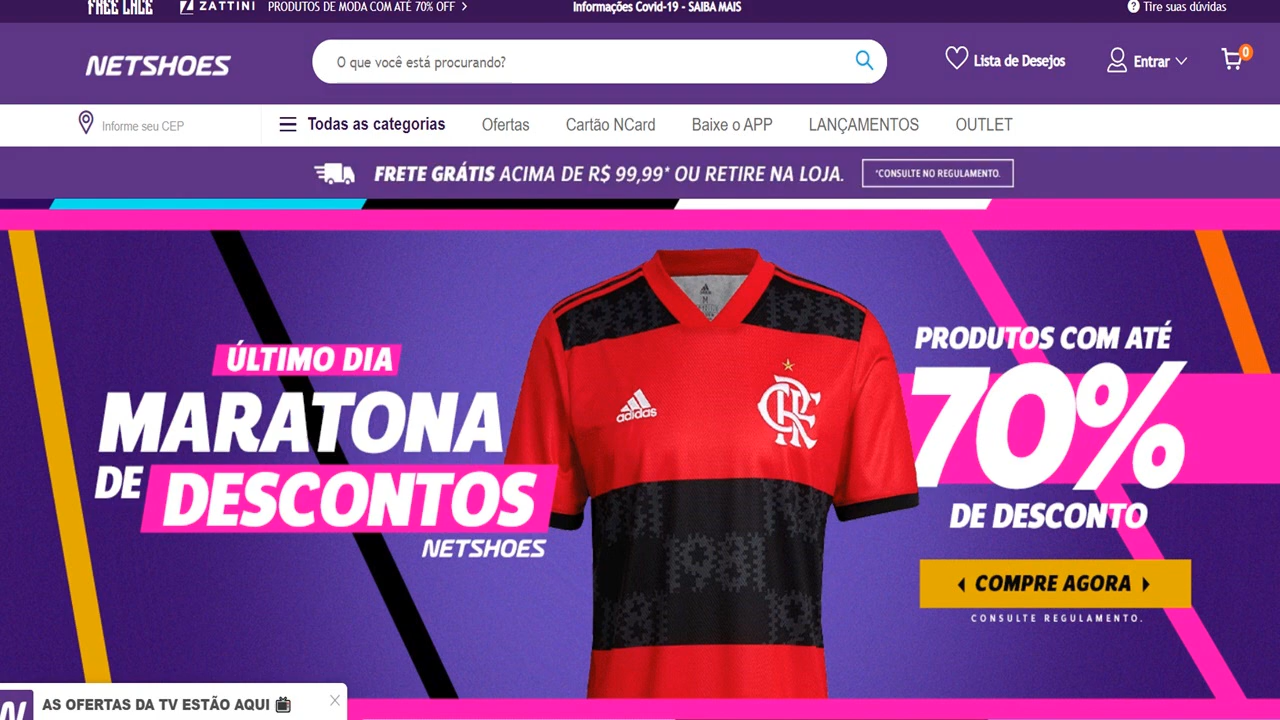 FREE LACE
ZATTINI
PRODUTOS DE MODA COM ATÉ 70% OFF >
Informações Covid-19 - SAIBA MAIS
? Tire suas dúvidas
NETSHOES
O que você está procurando?
Lista de Desejos
Entrar
0
Informe seu CEP
Todas as categorias
Ofertas
Cartão NCard
Baixe o APP
LANÇAMENTOS
OUTLET
FRETE GRÁTIS ACIMA DE R$ 99,99* OU RETIRE NA LOJA.
*CONSULTE NO REGULAMENTO.
ÚLTIMO DIA
MARATONA
DE DESCONTOS
NETSHOES
adidas
M
CRF
1981
PRODUTOS COM ATÉ
70%
DE DESCONTO
COMPRE AGORA
CONSULTE REGULAMENTO.
N
AS OFERTAS DA TV ESTÃO AQUI